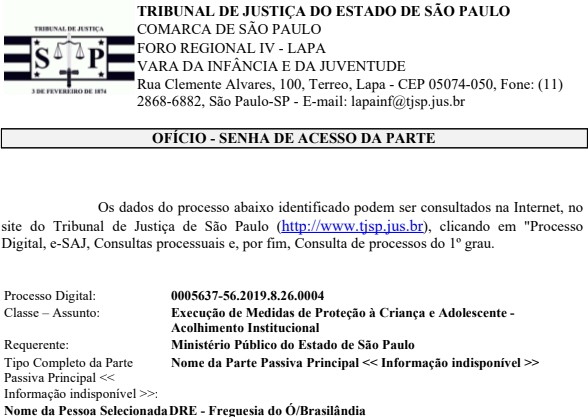 TRIBUNAL DE JUSTIÇA
S P
3 DE FEVEREIRO DE 1874
TRIBUNAL DE JUSTIÇA DO ESTADO DE SÃO PAULO
COMARCA DE SÃO PAULO
FORO REGIONAL IV - LAPA
VARA DA INFÂNCIA E DA JUVENTUDE
Rua Clemente Alvares, 100, Terreo, Lapa - CEP 05074-050, Fone: (11)
2868-6882, São Paulo-SP - E-mail: lapainf@tjsp.jus.br
OFÍCIO - SENHA DE ACESSO DA PARTE
Os dados do processo abaixo identificado podem ser consultados na Internet, no
site do Tribunal de Justiça de São Paulo (http://www.tjsp.jus.br), clicando em "Processo
Digital, e-SAJ, Consultas processuais e, por fim, Consulta de processos do 1º grau.
Processo Digital: 0005637-56.2019.8.26.0004
Classe – Assunto: Execução de Medidas de Proteção à Criança e Adolescente -
Acolhimento Institucional
Requerente: Ministério Público do Estado de São Paulo
Tipo Completo da Parte Nome da Parte Passiva Principal << Informação indisponível >>
Passiva Principal <<
Informação indisponível >>:
Nome da Pessoa Selecionada DRE - Freguesia do Ó/Brasilândia